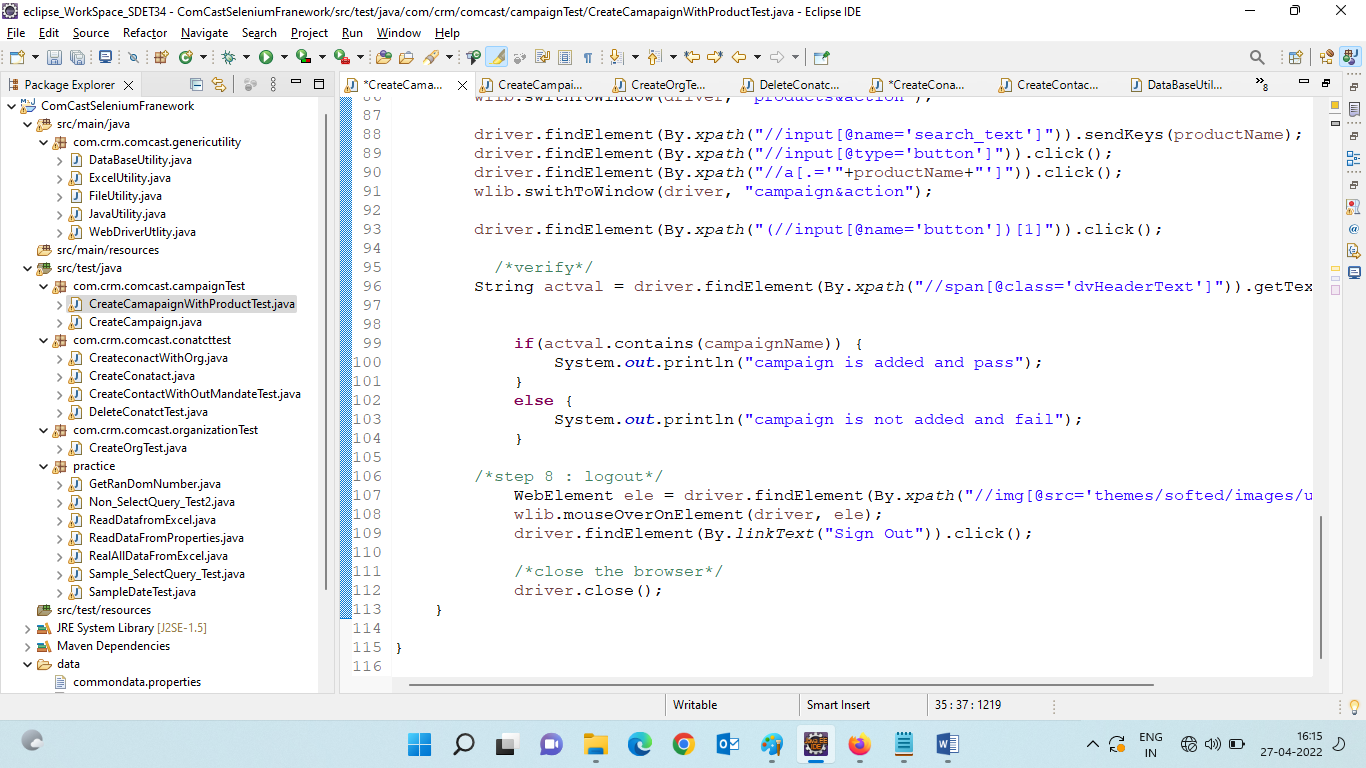 eclipse_WorkSpace_SDET34 - ComCastSeleniumFranework/src/test/java/com/crm/comcast/campaignTest/CreateCamapaignWithProductTest.java - Eclipse IDE
File Edit Source Refactor Navigate Search Project Run Window Help
Package Explorer
*CreateCama... CreateCampai... CreateOrgTe... DeleteConatc... *CreateCona... CreateContac... DataBaseUtil... »8
ComCastSeleniumFranework
src/main/java
com.crm.comcast.genericutility
DataBaseUtility.java
ExcelUtility.java
FileUtility.java
JavaUtility.java
WebDriverUtlity.java
src/main/resources
src/test/java
com.crm.comcast.campaignTest
CreateCamapaignWithProductTest.java
CreateCampaign.java
com.crm.comcast.conatcttest
CreateconactWithOrg.java
CreateConatact.java
CreateContactWithOutMandateTest.java
DeleteConatctTest.java
com.crm.comcast.organizationTest
CreateOrgTest.java
practice
GetRanDomNumber.java
Non_SelectQuery_Test2.java
ReadDatafromExcel.java
ReadDataFromProperties.java
RealAllDataFromExcel.java
Sample_SelectQuery_Test.java
SampleDateTest.java
src/test/resources
JRE System Library [J2SE-1.5]
Maven Dependencies
data
commondata.properties
86 wlib.swithToWindow(driver, "products&action");
87
88 driver.findElement(By.xpath("//input[@name='search_text']")).sendKeys(productName);
89 driver.findElement(By.xpath("//input[@type='button']")).click();
90 driver.findElement(By.xpath("//a[.='"+productName+"']")).click();
91 wlib.swithToWindow(driver, "campaign&action");
92
93 driver.findElement(By.xpath("(//input[@name='button'])[1]")).click();
94
95 /*verify*/
96 String actval = driver.findElement(By.xpath("//span[@class='dvHeaderText']")).getTex
97
98
99 if(actval.contains(campaignName)) {
100 System.out.println("campaign is added and pass");
101 }
102 else {
103 System.out.println("campaign is not added and fail");
104 }
105
106 /*step 8 : logout*/
107 WebElement ele = driver.findElement(By.xpath("//img[@src='themes/softed/images/u
108 wlib.mouseOverOnElement(driver, ele);
109 driver.findElement(By.linkText("Sign Out")).click();
110
111 /*close the browser*/
112 driver.close();
113 }
114
115 }
116
Writable Smart Insert 35 : 37 : 1219
ENG
IN
16:15
27-04-2022